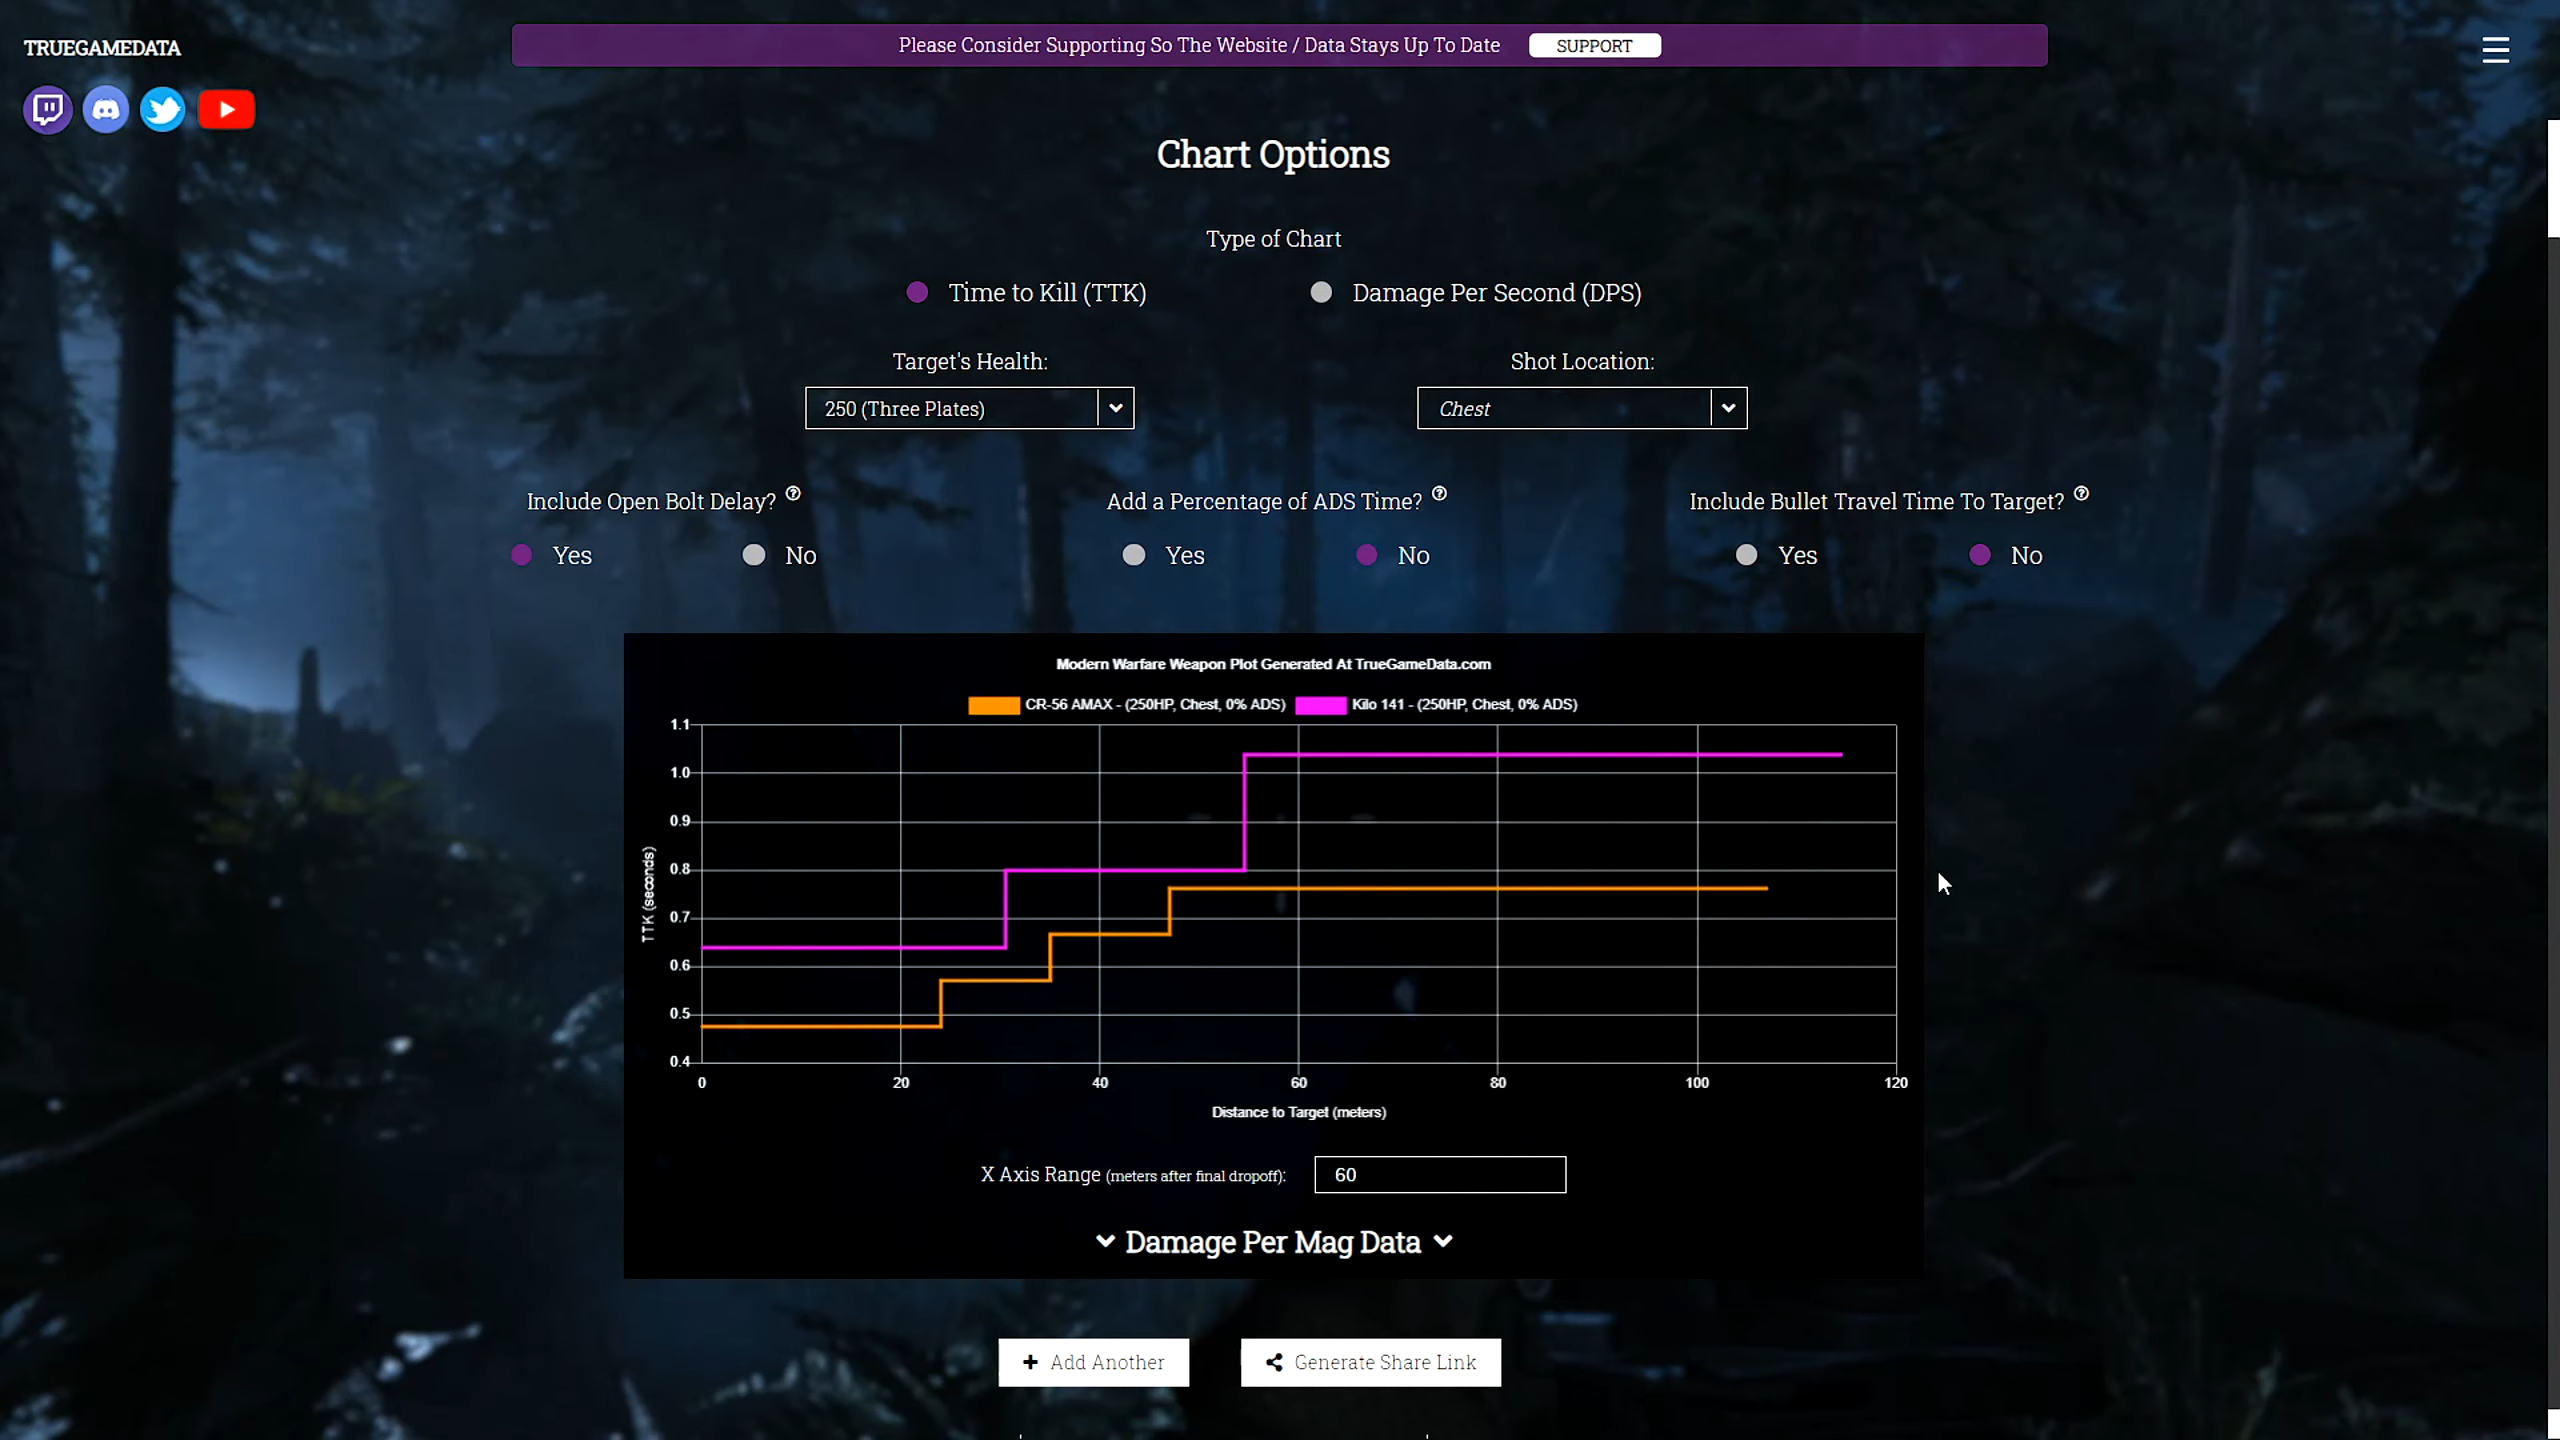 TRUEGAMEDATA
Please Consider Supporting So The Website / Data Stays Up To Date SUPPORT
Chart Options
Type of Chart
Time to Kill (TTK) Damage Per Second (DPS)
Target's Health: Shot Location:
250 (Three Plates) Chest
Include Open Bolt Delay? Add a Percentage of ADS Time? Include Bullet Travel Time To Target?
Yes No Yes No Yes No
Modern Warfare Weapon Plot Generated At TrueGameData.com
CR-56 AMAX - (250HP, Chest, 0% ADS) Kilo 141 - (250HP, Chest, 0% ADS)
1.1
1.0
0.9
0.8
0.7
0.6
0.5
0.4
TTK (seconds)
0 20 40 60 80 100 120
Distance to Target (meters)
X Axis Range (meters after final dropoff): 60
Damage Per Mag Data
+ Add Another Generate Share Link